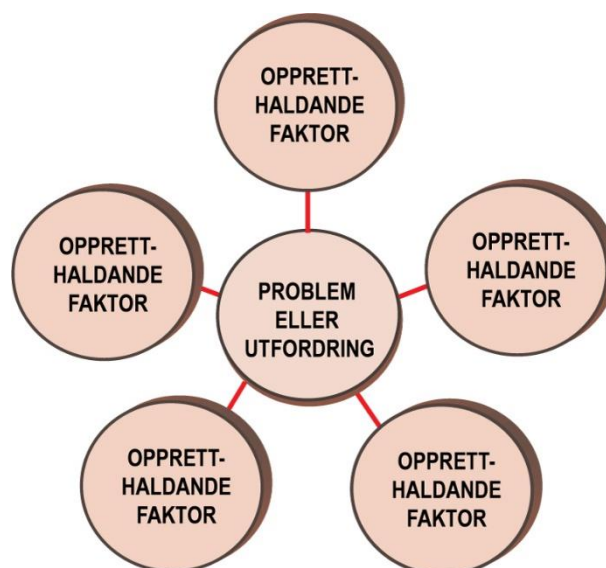 OPPRETT-
HALDANDE
FAKTOR
OPPRETT-
HALDANDE
FAKTOR
OPPRETT-
HALDANDE
FAKTOR
PROBLEM
ELLER
UTFORDRING
OPPRETT-
HALDANDE
FAKTOR
OPPRETT-
HALDANDE
FAKTOR